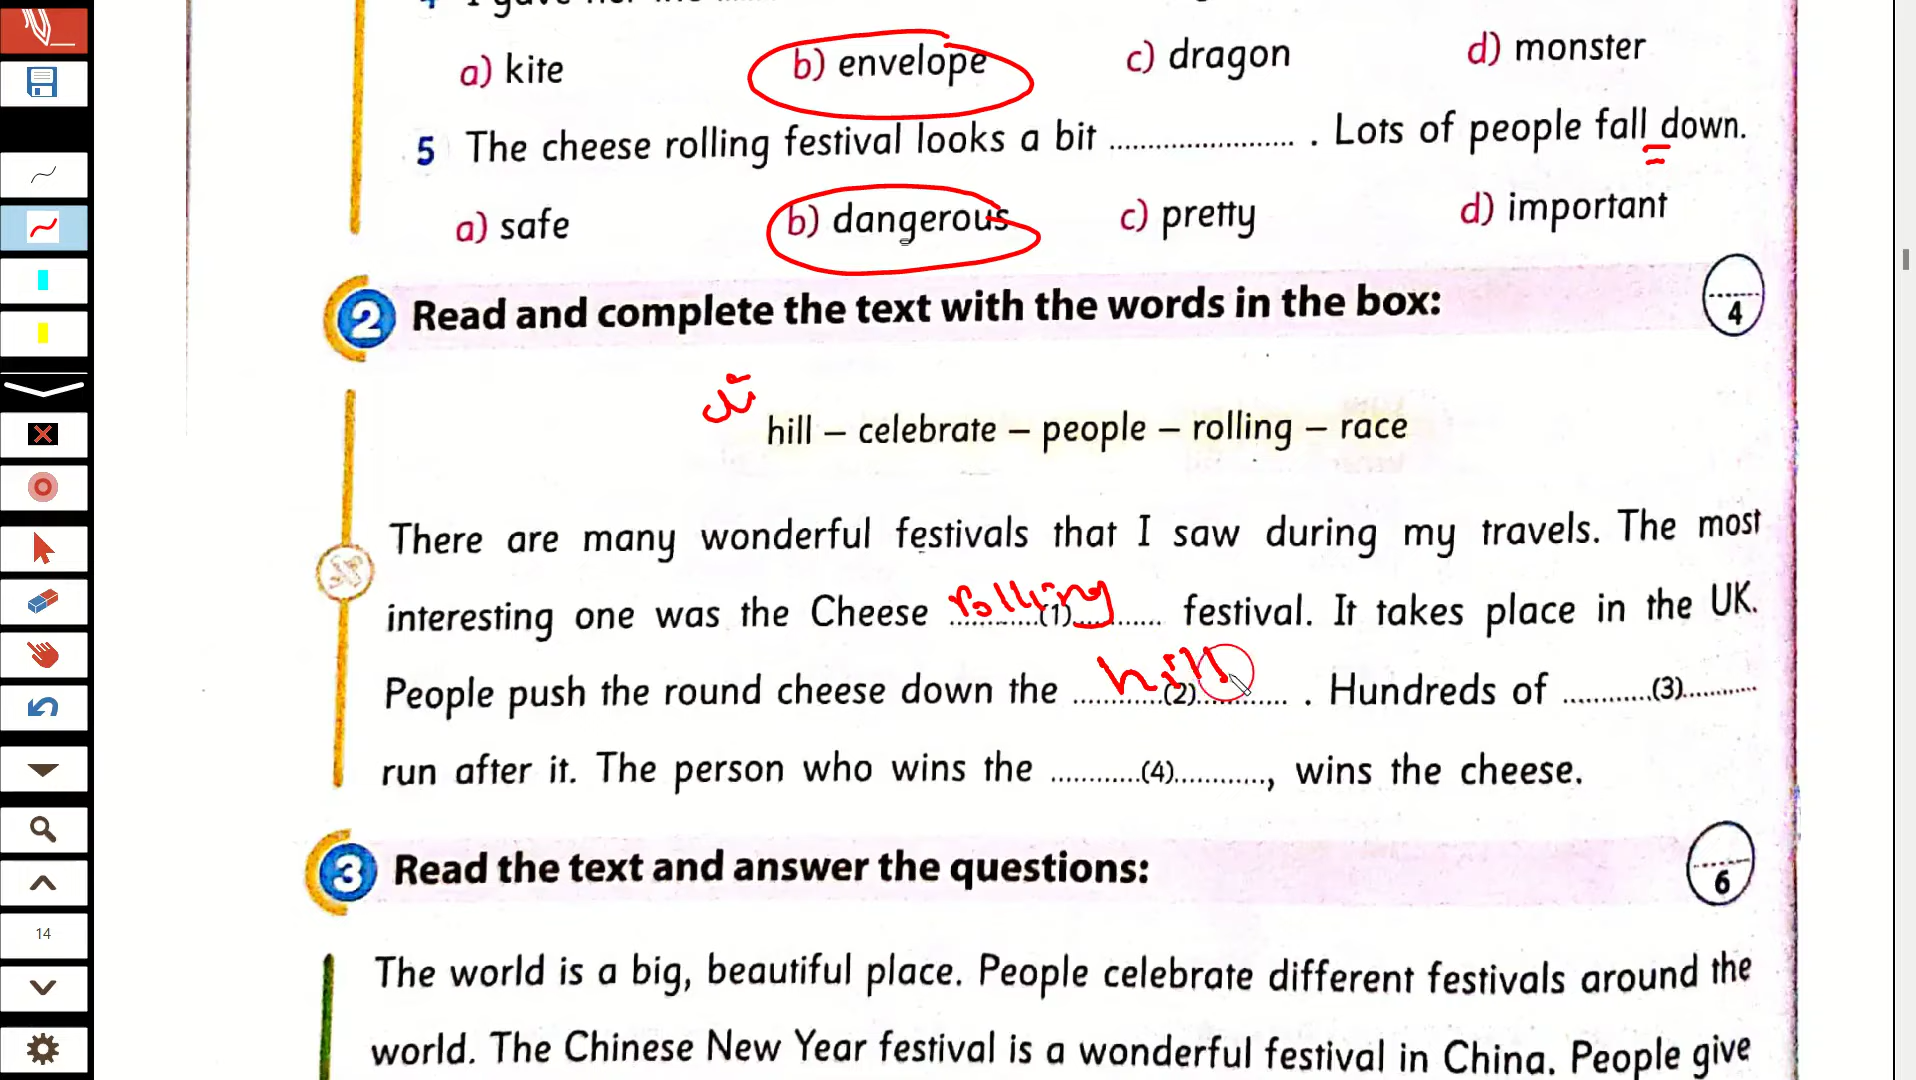 4 I gave her the
a) kite b) envelope c) dragon d) monster
5 The cheese rolling festival looks a bit ........................ . Lots of people fall down.
a) safe b) dangerous c) pretty d) important
2 Read and complete the text with the words in the box:
4
تل
hill – celebrate – people – rolling – race
There are many wonderful festivals that I saw during my travels. The most
interesting one was the Cheese ............(1)............ rolling festival. It takes place in the UK.
People push the round cheese down the ............(2)............ hill . Hundreds of ............(3)............
run after it. The person who wins the ............(4)............, wins the cheese.
3 Read the text and answer the questions:
6
The world is a big, beautiful place. People celebrate different festivals around the
world. The Chinese New Year festival is a wonderful festival in China. People give
14